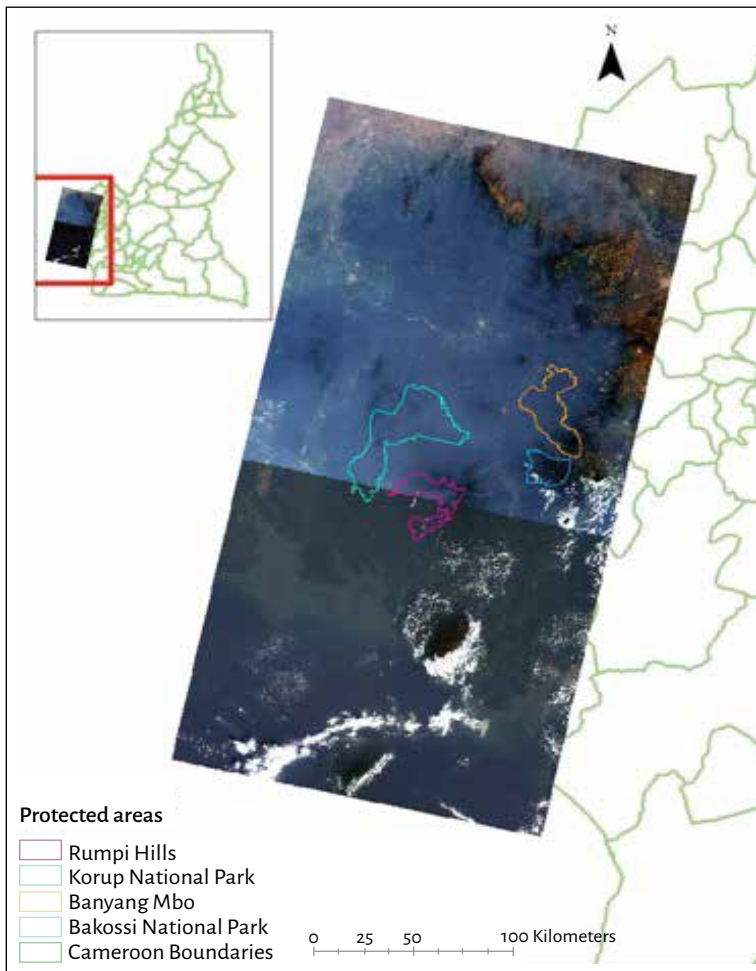 N
Protected areas
Rumpi Hills
Korup National Park
Banyang Mbo
Bakossi National Park
Cameroon Boundaries
0 25 50 100 Kilometers